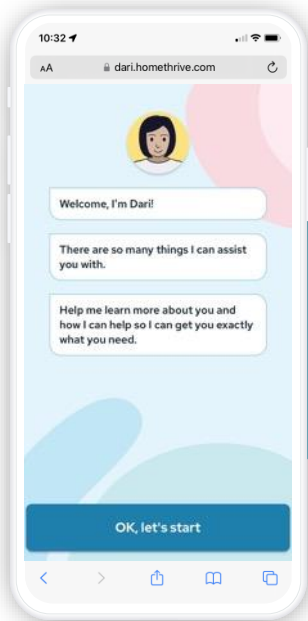 10:32
AA dari.homethrive.com
Welcome, I'm Dari!
There are so many things I can assist
you with.
Help me learn more about you and
how I can help so I can get you exactly
what you need.
OK, let's start